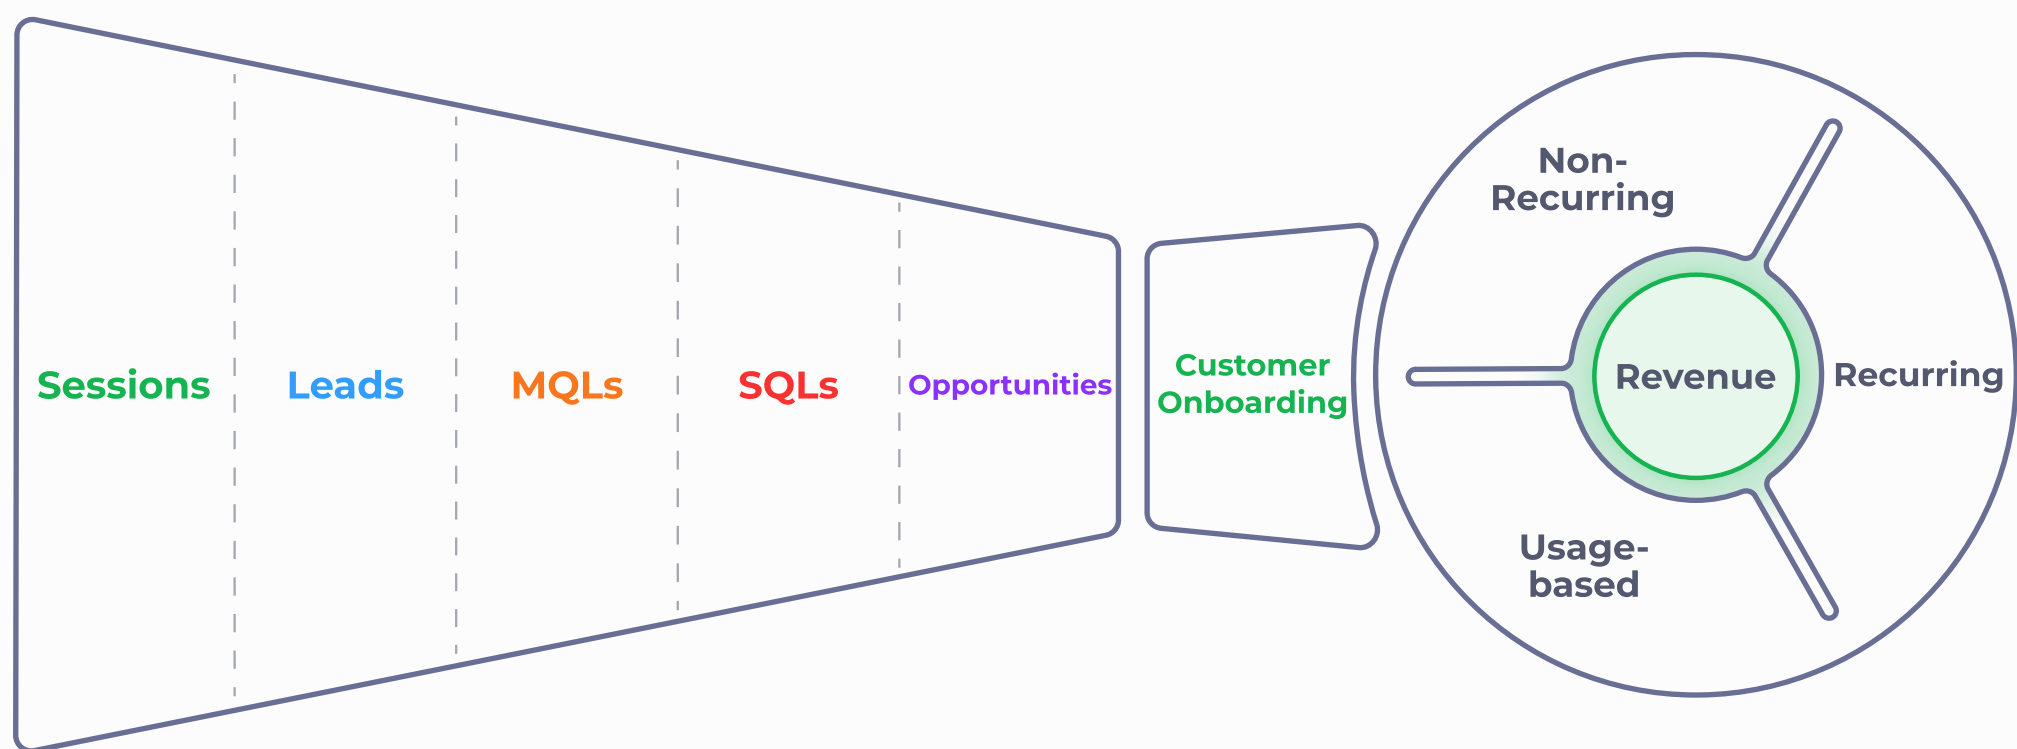 Sessions
Leads
MQLs
SQLs
Opportunities
Customer
Onboarding
Non-
Recurring
Revenue
Recurring
Usage-
based